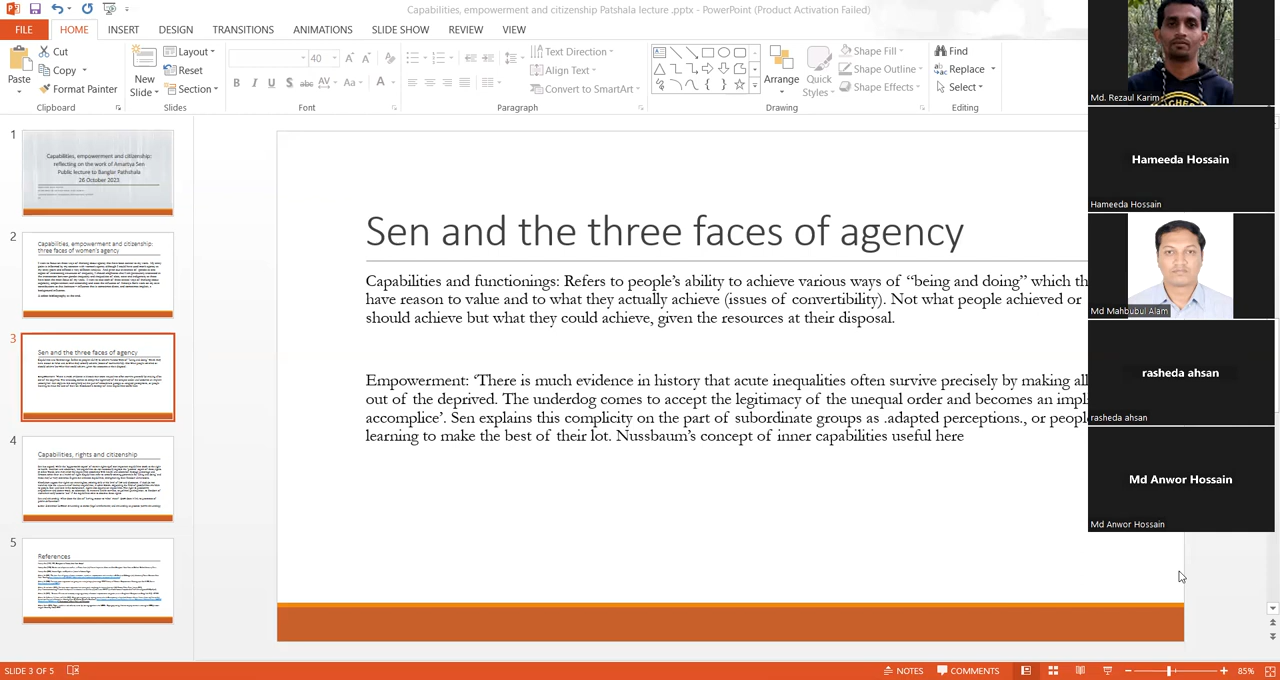 Capabilities, empowerment and citizenship Patshala lecture .pptx - PowerPoint (Product Activation Failed)
FILE HOME INSERT DESIGN TRANSITIONS ANIMATIONS SLIDE SHOW REVIEW VIEW
Paste
Cut
Copy
Format Painter
Clipboard
New
Slide
Layout
Reset
Section
Slides
40
Font
Text Direction
Align Text
Convert to SmartArt
Paragraph
Arrange
Quick
Styles
Shape Fill
Shape Outline
Shape Effects
Drawing
Find
Replace
Select
Editing
1
Capabilities, empowerment and citizenship:
reflecting on the work of Amartya Sen
Public lecture to Banglar Pathshala
26 October 2021
2
Capabilities, empowerment and citizenship:
three faces of women's agency
3
Sen and the three faces of agency
4
Capabilities, rights and citizenship
5
References
Sen and the three faces of agency
Capabilities and functionings: Refers to people's ability to achieve various ways of "being and doing" which
have reason to value and to what they actually achieve (issues of convertibility). Not what people achieved or
should achieve but what they could achieve, given the resources at their disposal.
Empowerment: 'There is much evidence in history that acute inequalities often survive precisely by making
out of the deprived. The underdog comes to accept the legitimacy of the unequal order and becomes an
accomplice'. Sen explains this complicity on the part of subordinate groups as .adapted perceptions., or
learning to make the best of their lot. Nussbaum's concept of inner capabilities useful here
Md. Rezaul Karim
Hameeda Hossain
Hameeda Hossain
Md Mahbubul Alam
rasheda ahsan
rasheda ahsan
Md Anwor Hossain
Md Anwor Hossain
SLIDE 3 OF 5
NOTES COMMENTS 85%